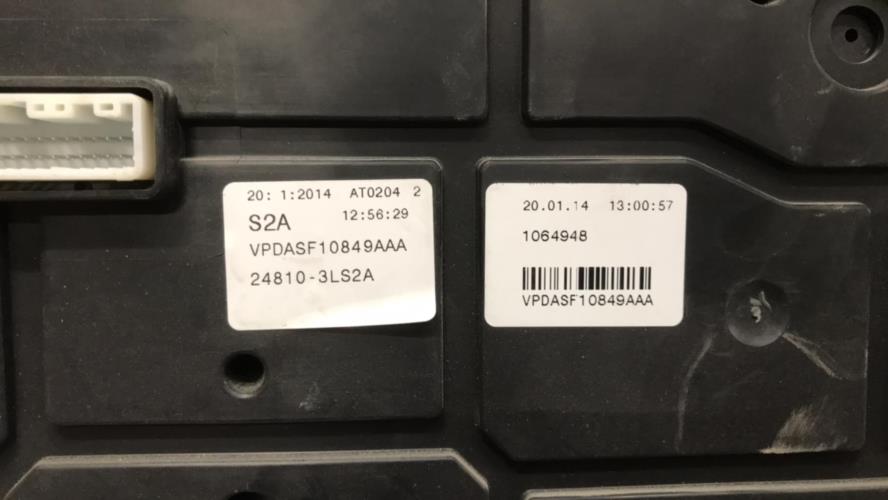 20: 1:2014 AT0204 2
S2A 12:56:29
VPDASF10849AAA
24810-3LS2A
20.01.14 13:00:57
1064948
VPDASF10849AAA